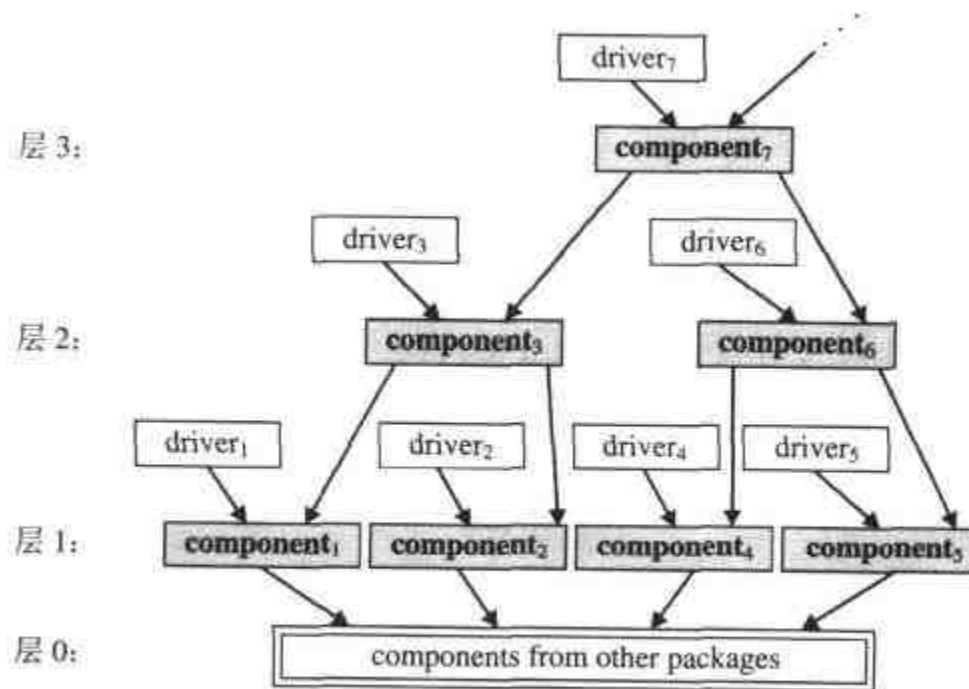 driver₇
层 3:
component₇
driver₃
driver₆
层 2:
component₃
component₆
driver₁
driver₂
driver₄
driver₅
层 1:
component₁
component₂
component₄
component₅
层 0:
components from other packages